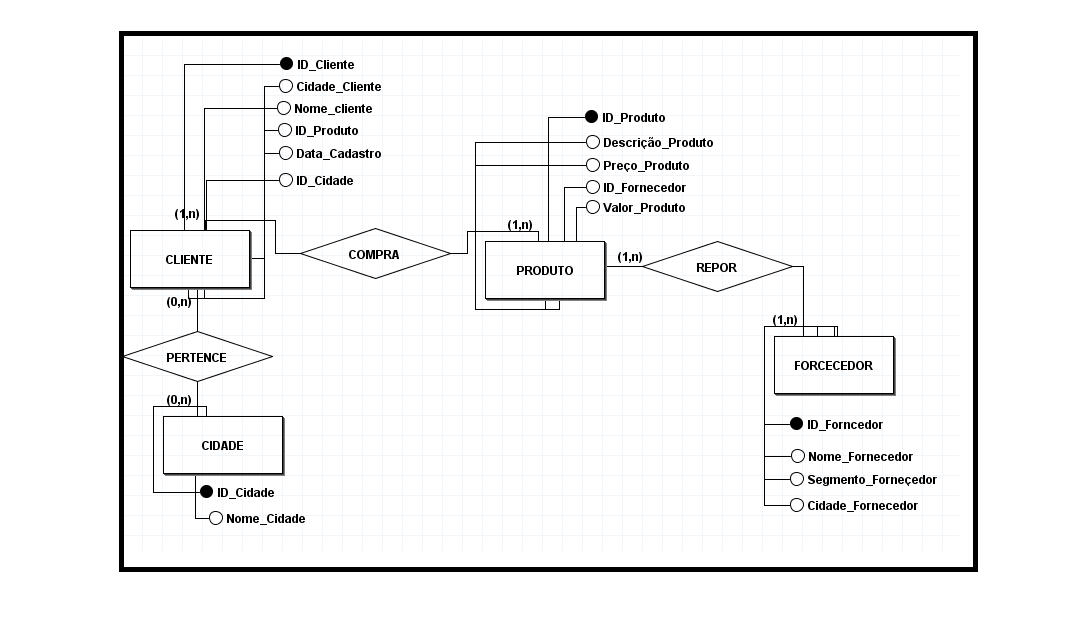 ID_Cliente
Cidade_Cliente
Nome_cliente
ID_Produto
Data_Cadastro
ID_Cidade
(1,n)
CLIENTE
(0,n)
COMPRA
ID_Produto
Descrição_Produto
Preço_Produto
ID_Fornecedor
Valor_Produto
(1,n)
PRODUTO
(1,n)
REPOR
PERTENCE
(0,n)
CIDADE
ID_Cidade
Nome_Cidade
(1,n)
FORCECEDOR
ID_Forncedor
Nome_Fornecedor
Segmento_Forneçedor
Cidade_Fornecedor